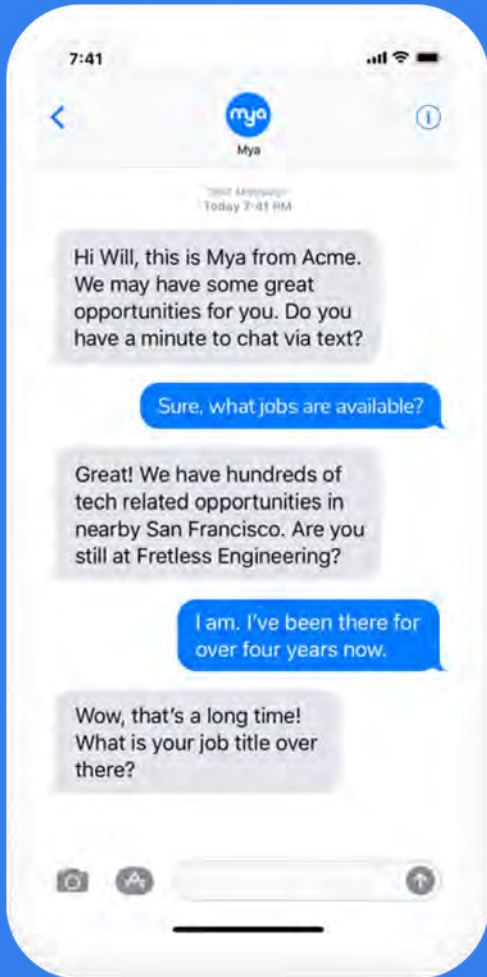 7:41
mya
Mya
Text Message
Today 7:41 PM
Hi Will, this is Mya from Acme.
We may have some great
opportunities for you. Do you
have a minute to chat via text?
Sure, what jobs are available?
Great! We have hundreds of
tech related opportunities in
nearby San Francisco. Are you
still at Fretless Engineering?
I am. I've been there for
over four years now.
Wow, that's a long time!
What is your job title over
there?